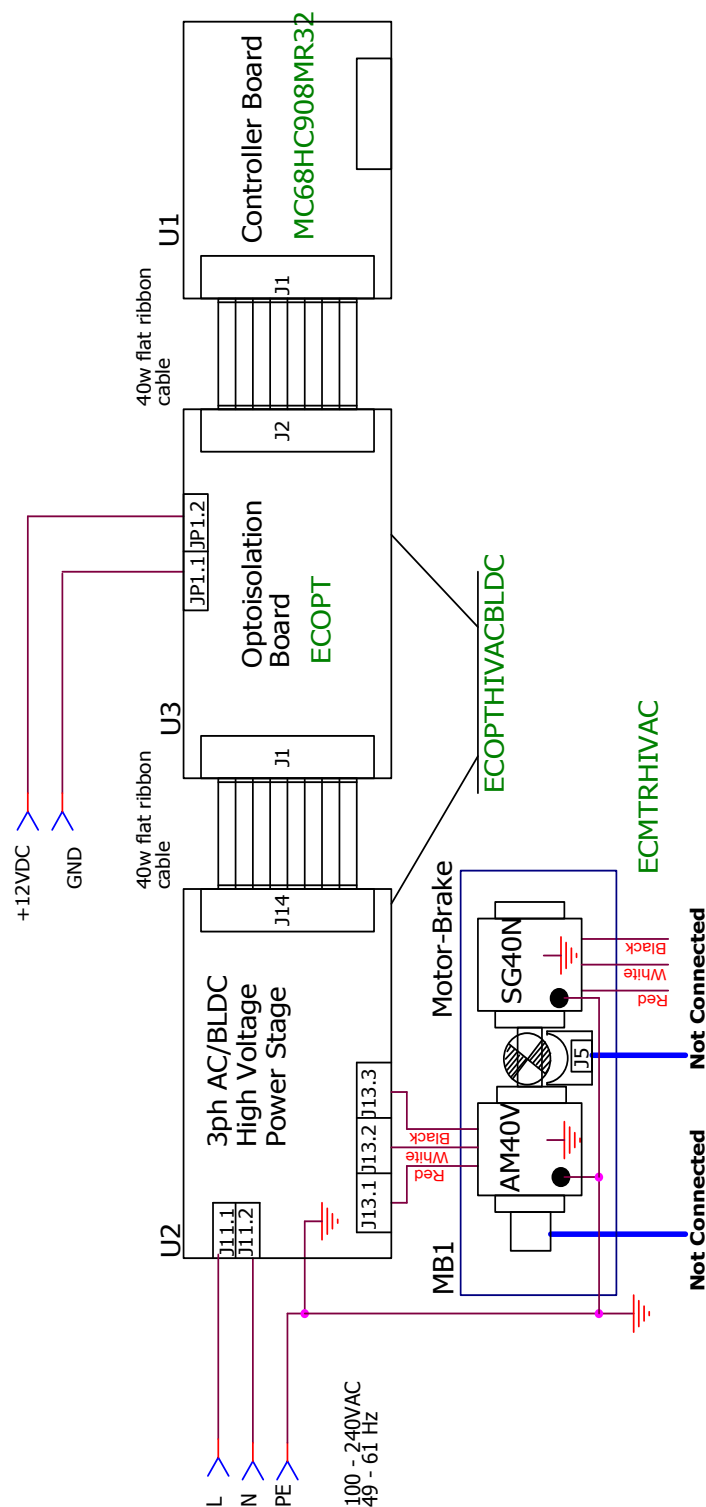 +12VDC
GND
40w flat ribbon
cable
40w flat ribbon
cable
U2
U3
U1
L
N
PE
J11.1
J11.2
3ph AC/BLDC
High Voltage
Power Stage
J14
J1
JP1.1
JP1.2
Optoisolation
Board
ECOPT
J2
J1
Controller Board
MC68HC908MR32
J13.1
J13.2
J13.3
100 - 240VAC
49 - 61 Hz
Red
White
Black
MB1
Motor-Brake
AM40V
J5
SG40N
ECOPTHIVACBLDC
Red
White
Black
ECMTRHIVAC
Not Connected
Not Connected